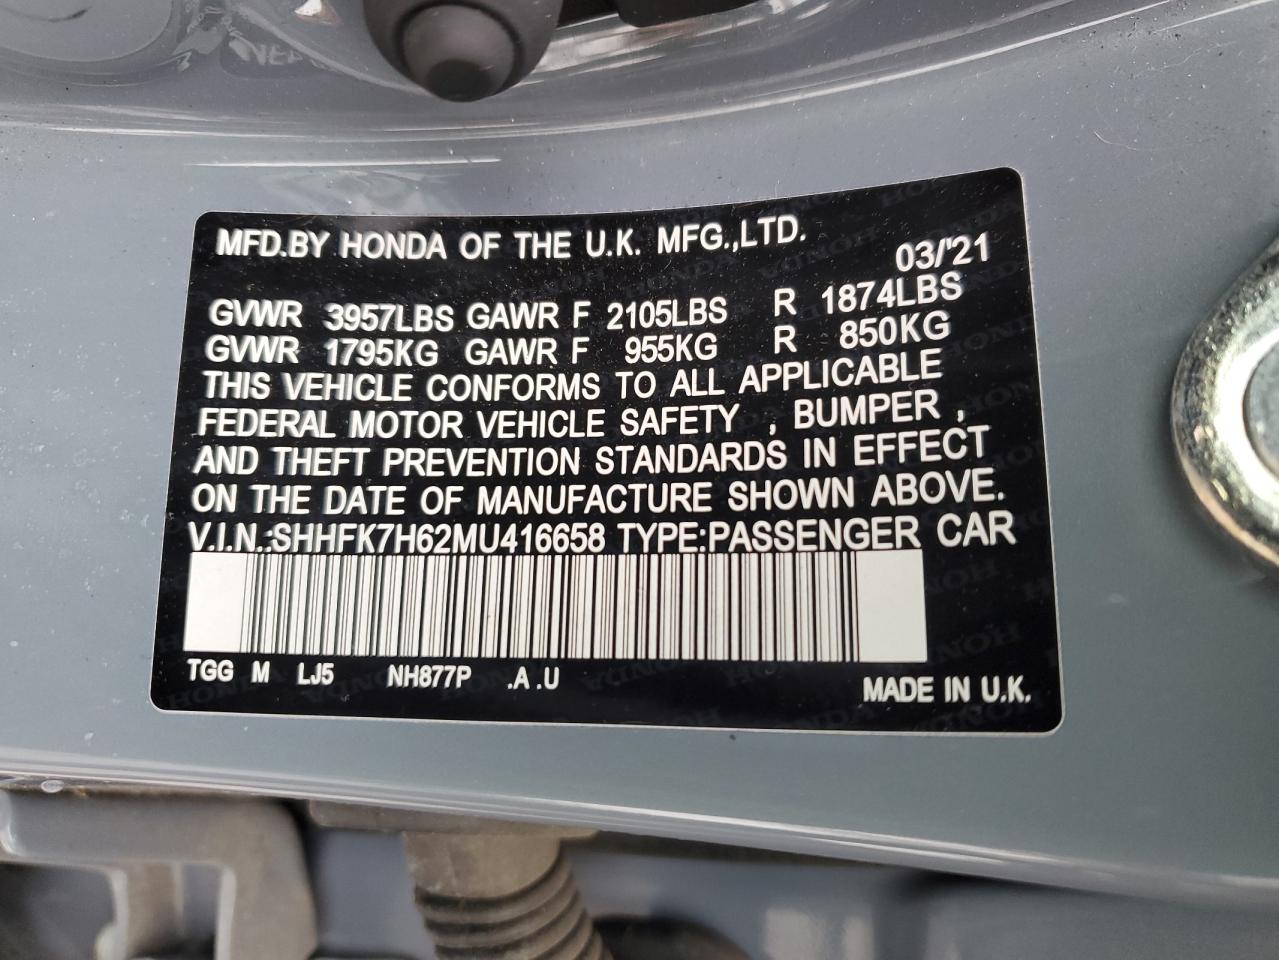 MFD.BY HONDA OF THE U.K. MFG.,LTD.
03/'21
GVWR 3957LBS GAWR F 2105LBS R 1874LBS
GVWR 1795KG GAWR F 955KG R 850KG
THIS VEHICLE CONFORMS TO ALL APPLICABLE
FEDERAL MOTOR VEHICLE SAFETY , BUMPER ,
AND THEFT PREVENTION STANDARDS IN EFFECT
ON THE DATE OF MANUFACTURE SHOWN ABOVE.
V.I.N.:SHHFK7H62MU416658 TYPE:PASSENGER CAR
TGG M LJ5 NH877P .A .U
MADE IN U.K.